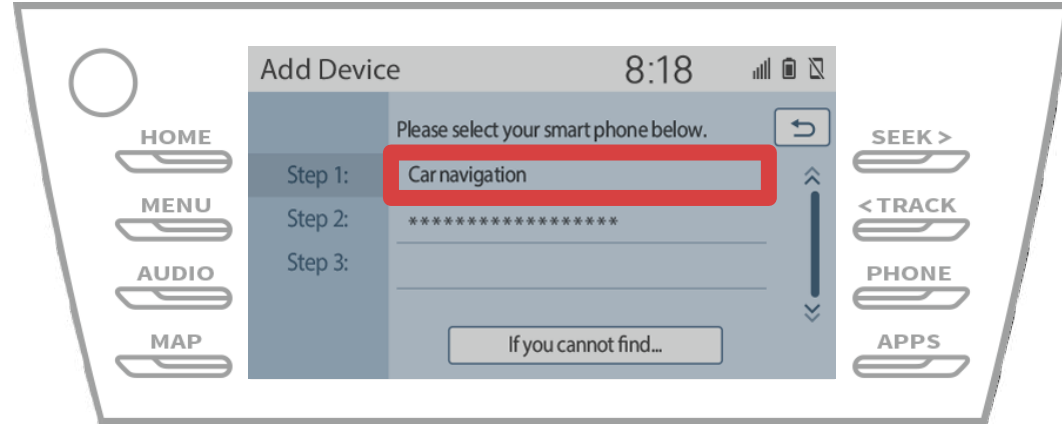 Add Device 8:18
HOME
MENU
AUDIO
MAP
Please select your smart phone below.
Step 1: Car navigation
Step 2: ******************
Step 3:
If you cannot find...
SEEK >
< TRACK
PHONE
APPS